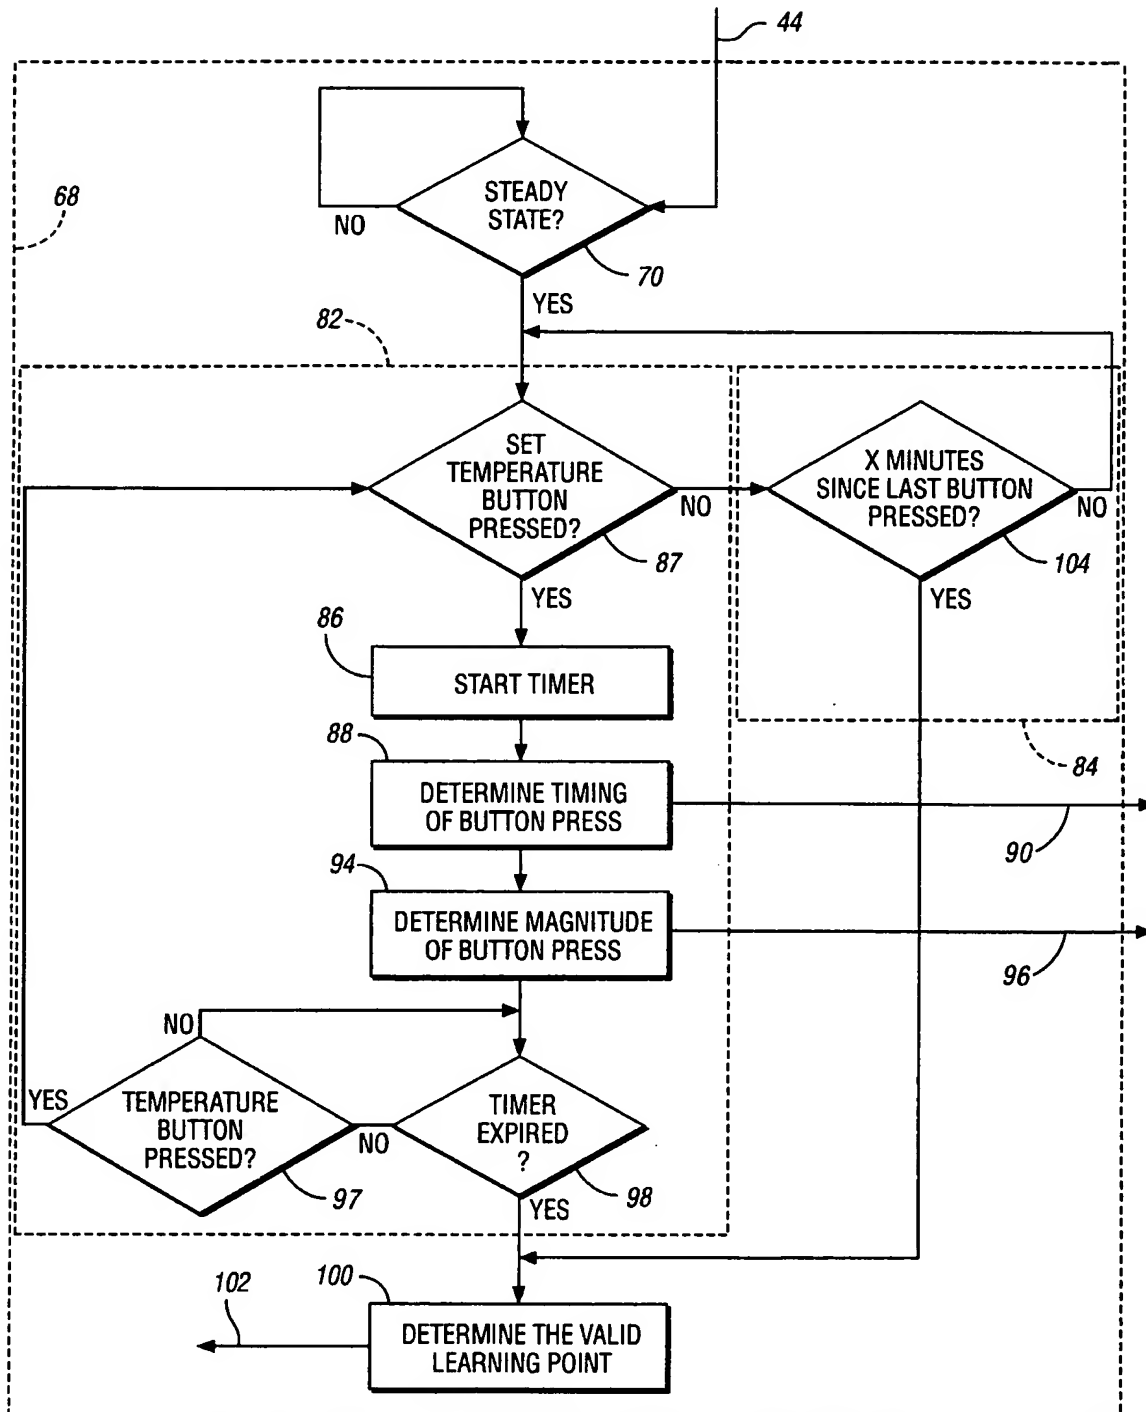 44
68
STEADY
STATE?
NO
70
YES
82
SET
TEMPERATURE
BUTTON
PRESSED?
NO
87
YES
X MINUTES
SINCE LAST BUTTON
PRESSED?
NO
104
YES
86
START TIMER
84
88
DETERMINE TIMING
OF BUTTON PRESS
90
94
DETERMINE MAGNITUDE
OF BUTTON PRESS
96
NO
YES
TEMPERATURE
BUTTON
PRESSED?
97
NO
TIMER
EXPIRED
?
98
YES
100
102
DETERMINE THE VALID
LEARNING POINT